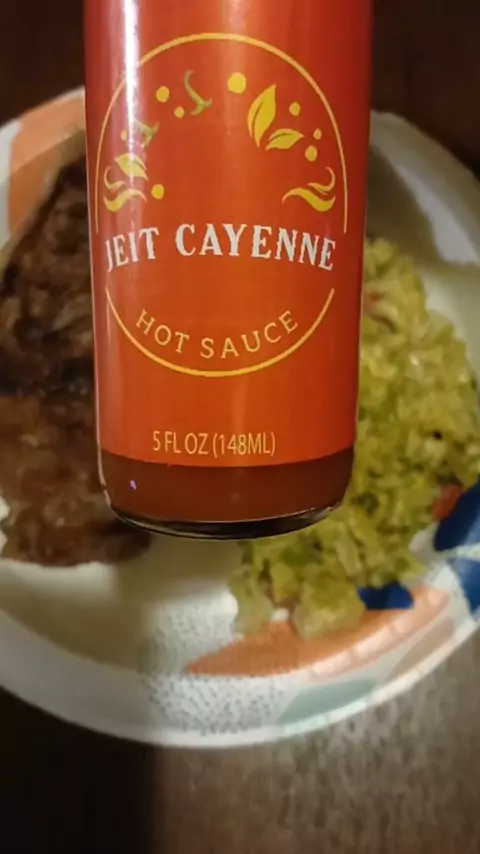 JEIT CAYENNE
HOT SAUCE
5 FL OZ (148ML)